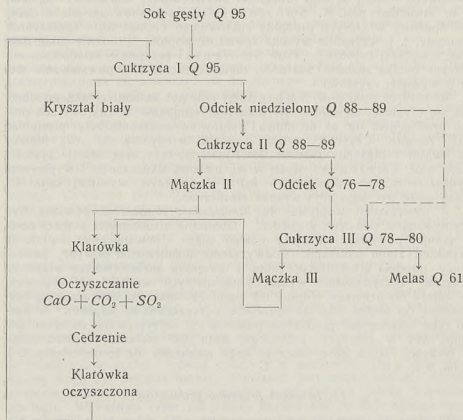 Sok gęsty Q 95
Cukrzyca I Q 95
Kryształ biały Odciek niedzielony Q 88—89
Cukrzyca II Q 88—89
Mączka II Odciek Q 76—78
Klarówka Cukrzyca III Q 78—80
Oczyszczanie Mączka III Melas Q 61
CaO + CO₂ + SO₂
Cedzenie
Klarówka
oczyszczona